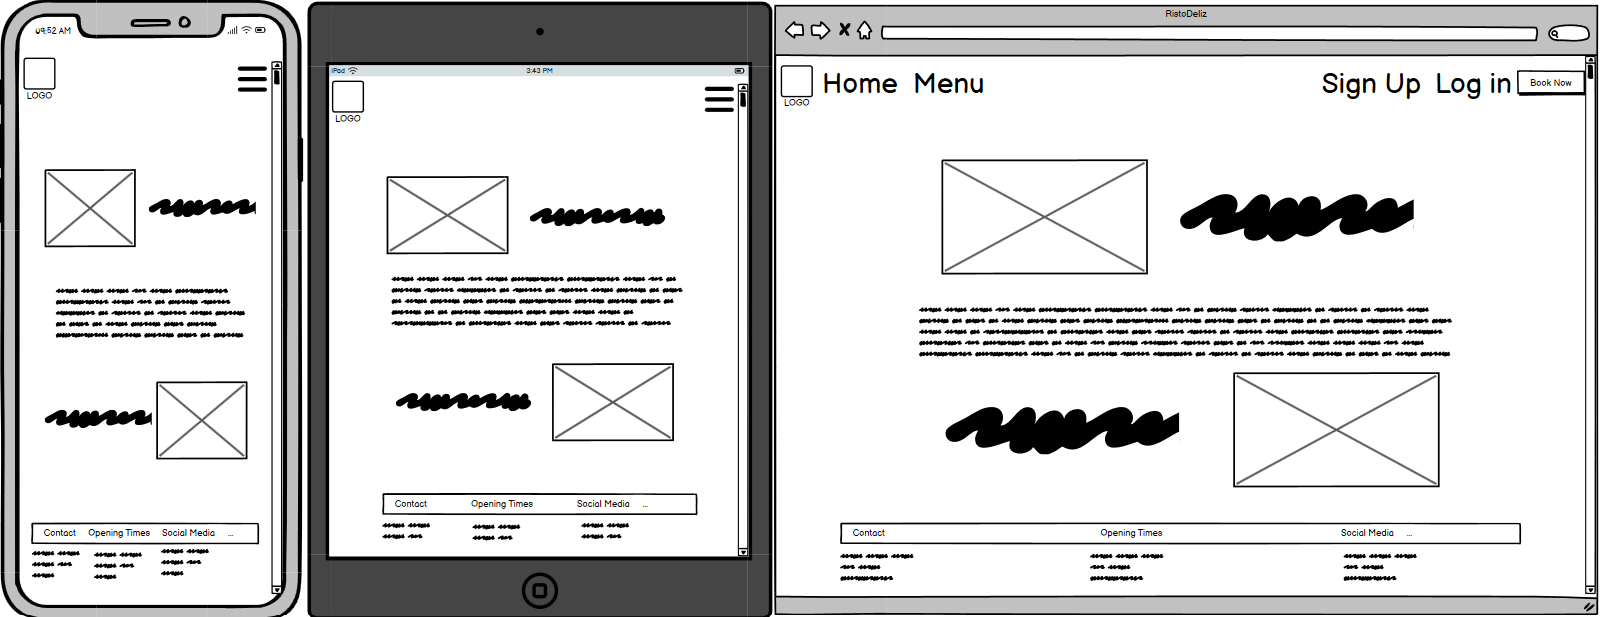 09:52 AM
LOGO
Contact Opening Times Social Media ...
iPod 3:43 PM
LOGO
Contact Opening Times Social Media ...
RistoDeliz
LOGO Home Menu Sign Up Log in Book Now
Contact Opening Times Social Media ...